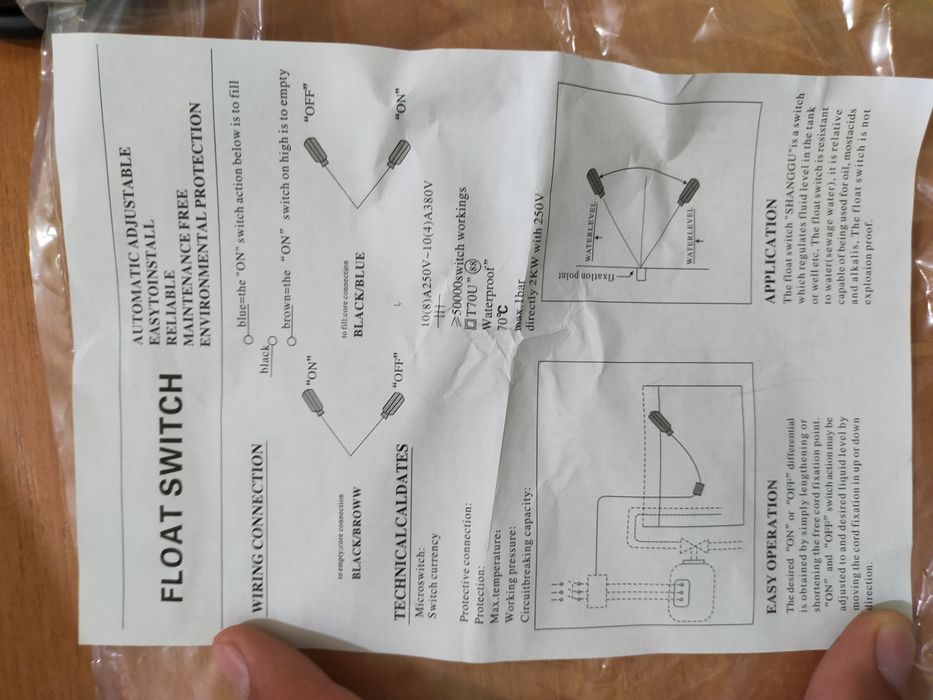 FLOAT SWITCH
AUTOMATIC ADJUSTABLE
EASYTOINSTALL
RELIABLE
MAINTENANCE FREE
ENVIRONMENTAL PROTECTION
WIRING CONNECTION
black
blue=the "ON" switch action below is to fill
brown=the "ON" switch on high is to empty
"ON"
"OFF"
to empty:core connection
BLACK/BROWW
"OFF"
"ON"
to fill:core connection
BLACK/BLUE
TECHNICALCALDATES
Microswitch: 10(8)A250V~10(4)A380V
Switch currency
≥50000switch workings
Protective connection: T70U" 88
Protection: Waterproof"
Max.temperature: 70℃
Working pressure: max.1bar
Circuitbreaking capacity: directly 2KW with 250V
fixation point
WATERLEVEL
WATERLEVEL
EASY OPERATION
The desired "ON" or "OFF" differential
is obtained by simply lengthening or
shortening the free cord fixation point.
"ON" and "OFF" switch action may be
adjusted to and desired liquid level by
moving the cord fixation in up or down
direction.
APPLICATION
The float switch "SHANGGU"is a switch
which regulates fluid level in the tank
or well etc, The float switch is resistant
to water(sewage water), it is relative
capable of being used for oil, mostacids
and alkalis, The float switch is not
exploaion proof.